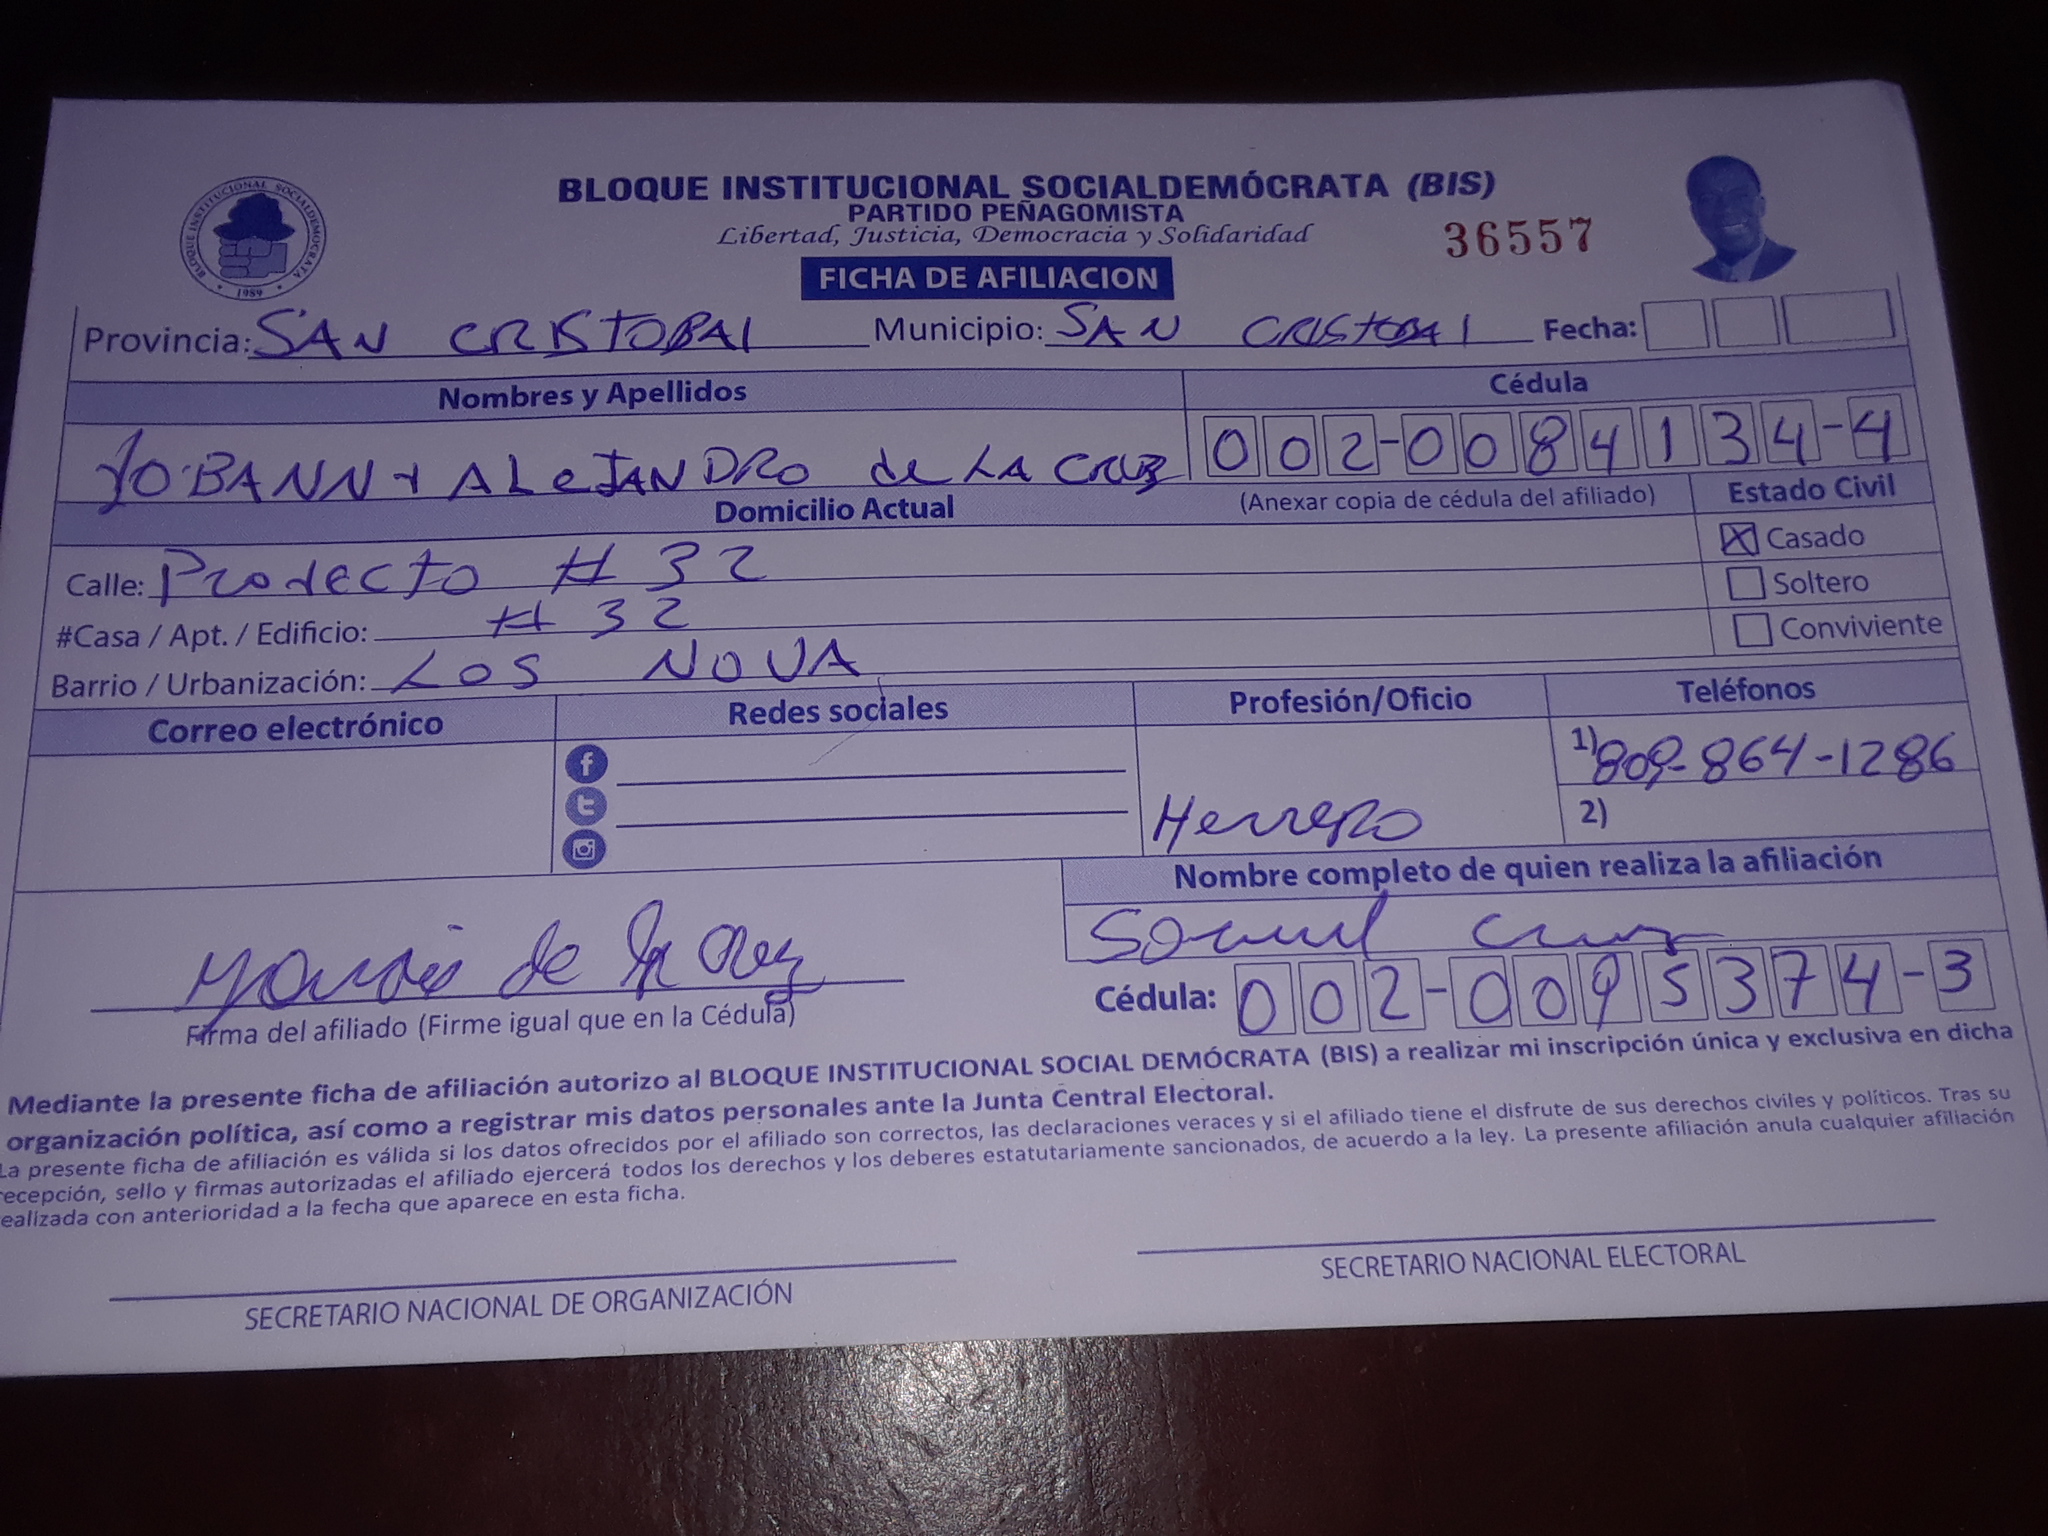 BLOQUE INSTITUCIONAL SOCIALDEMÓCRATA (BIS)
PARTIDO PEÑAGOMISTA
Libertad, Justicia, Democracia y Solidaridad
36557
BLOQUE INSTITUCIONAL SOCIALDEMOCRATA
1989
FICHA DE AFILIACION
Provincia: SAN CRISTOBAl Municipio: SAN CRISTOBAl Fecha:
Nombres y Apellidos Cédula
YOBANNY ALeJANDRO de LA CRUZ 002-0084134-4
Domicilio Actual (Anexar copia de cédula del afiliado) Estado Civil
Calle: Prodecto # 32 Casado
#Casa / Apt. / Edificio: # 32 Soltero
Barrio / Urbanización: LOS NOVA Conviviente
Correo electrónico Redes sociales Profesión/Oficio Teléfonos
1) 809-864-1286
Herrero 2)
Nombre completo de quien realiza la afiliación
Cruz
de la Cruz Cédula: 002-0095374-3
Firma del afiliado (Firme igual que en la Cédula)
Mediante la presente ficha de afiliación autorizo al BLOQUE INSTITUCIONAL SOCIAL DEMÓCRATA (BIS) a realizar mi inscripción única y exclusiva en dicha
organización política, así como a registrar mis datos personales ante la Junta Central Electoral.
La presente ficha de afiliación es válida si los datos ofrecidos por el afiliado son correctos, las declaraciones veraces y si el afiliado tiene el disfrute de sus derechos civiles y políticos. Tras su
recepción, sello y firmas autorizadas el afiliado ejercerá todos los derechos y los deberes estatutariamente sancionados, de acuerdo a la ley. La presente afiliación anula cualquier afiliación
ealizada con anterioridad a la fecha que aparece en esta ficha.
SECRETARIO NACIONAL DE ORGANIZACIÓN SECRETARIO NACIONAL ELECTORAL